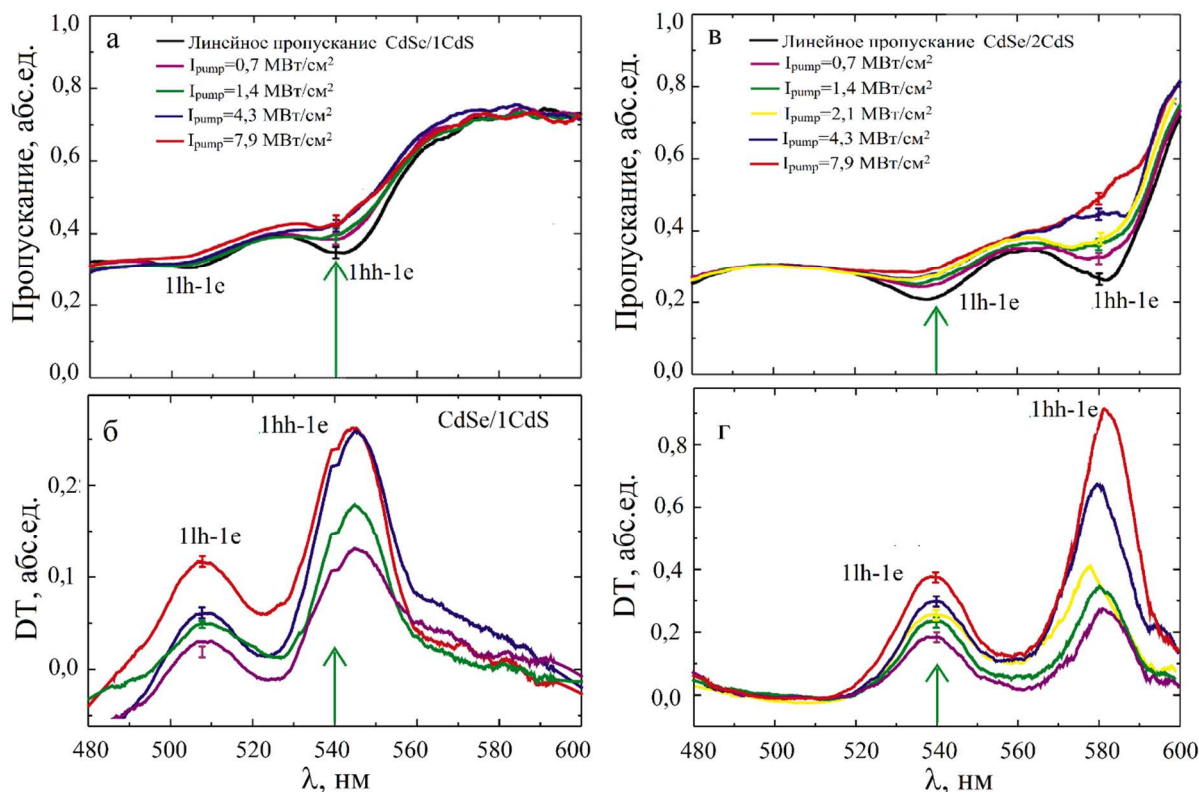 а
Линейное пропускание CdSe/1CdS
Ipump=0,7 МВт/см²
Ipump=1,4 МВт/см²
Ipump=4,3 МВт/см²
Ipump=7,9 МВт/см²
Пропускание, абс.ед.
1,0
0,8
0,6
0,4
0,2
0,0
1lh-1e
1hh-1e
в
Линейное пропускание CdSe/2CdS
Ipump=0,7 МВт/см²
Ipump=1,4 МВт/см²
Ipump=2,1 МВт/см²
Ipump=4,3 МВт/см²
Ipump=7,9 МВт/см²
Пропускание, абс.ед.
1,0
0,8
0,6
0,4
0,2
0,0
1lh-1e
1hh-1e
б
1hh-1e
CdSe/1CdS
1lh-1e
DT, абс.ед.
0,2
0,1
0,0
480 500 520 540 560 580 600
λ, нм
г
1hh-1e
1lh-1e
DT, абс.ед.
0,8
0,6
0,4
0,2
0,0
480 500 520 540 560 580 600
λ, нм